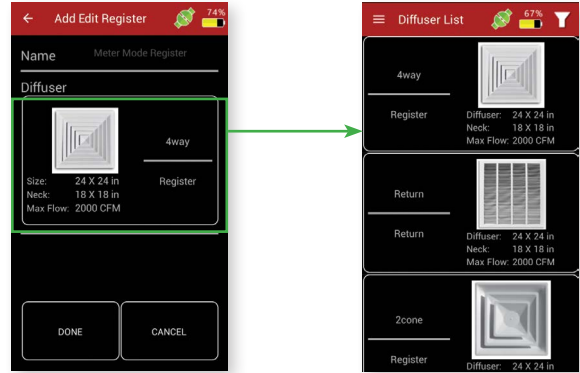 Add Edit Register
74%
Name
Meter Mode Register
Diffuser
4way
Register
Size: 24 X 24 in
Neck: 18 X 18 in
Max Flow: 2000 CFM
DONE
CANCEL
Diffuser List
67%
4way
Register
Diffuser: 24 X 24 in
Neck: 18 X 18 in
Max Flow: 2000 CFM
Return
Return
Diffuser: 24 X 24 in
Neck: 18 X 18 in
Max Flow: 2000 CFM
2cone
Register
Diffuser: 24 X 24 in